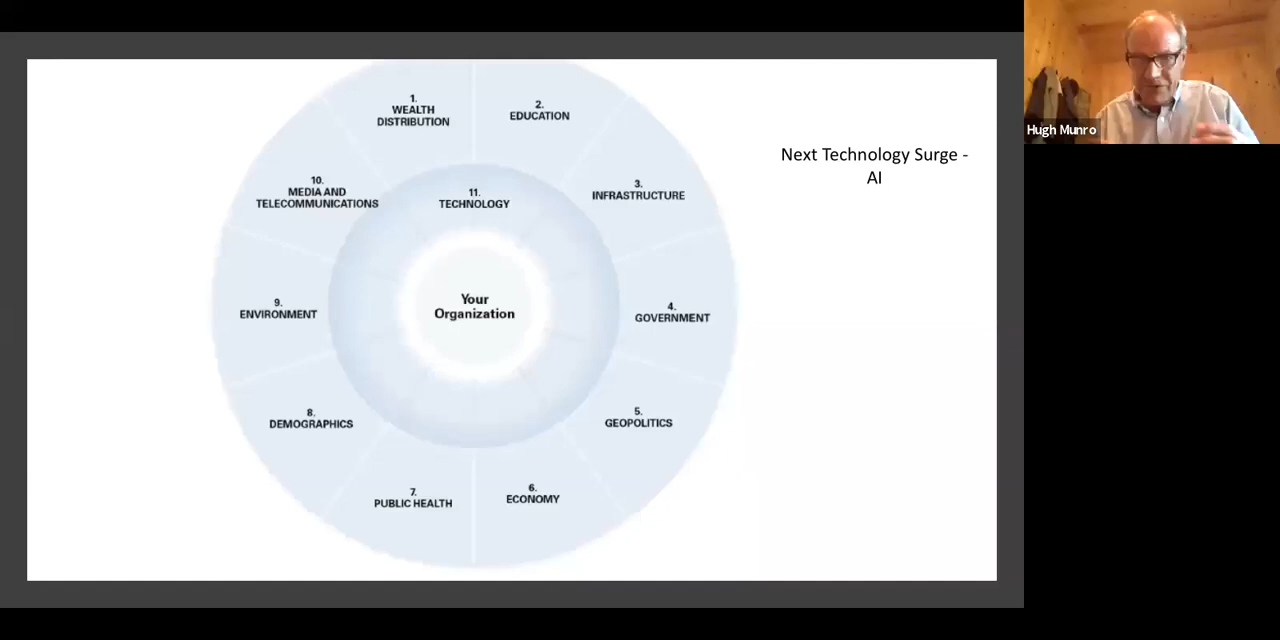 1.
WEALTH
DISTRIBUTION
2.
EDUCATION
3.
INFRASTRUCTURE
4.
GOVERNMENT
5.
GEOPOLITICS
6.
ECONOMY
7.
PUBLIC HEALTH
8.
DEMOGRAPHICS
9.
ENVIRONMENT
10.
MEDIA AND
TELECOMMUNICATIONS
11.
TECHNOLOGY
Your
Organization
Next Technology Surge -
AI
Hugh Munro